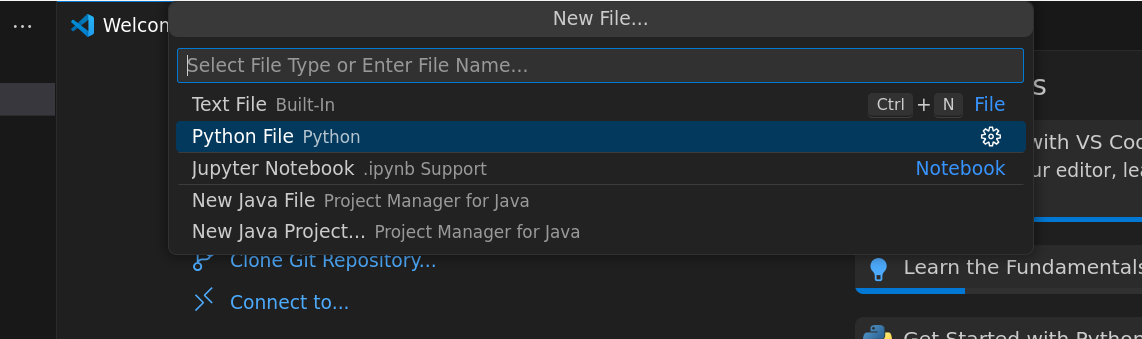 New File...
Welcom
Select File Type or Enter File Name...
Text File Built-In Ctrl + N File
Python File Python
Jupyter Notebook .ipynb Support Notebook
New Java File Project Manager for Java
New Java Project... Project Manager for Java
with VS Cod
ur editor, lea
Clone Git Repository...
Learn the Fundamentals
Connect to...
Get Started with Python